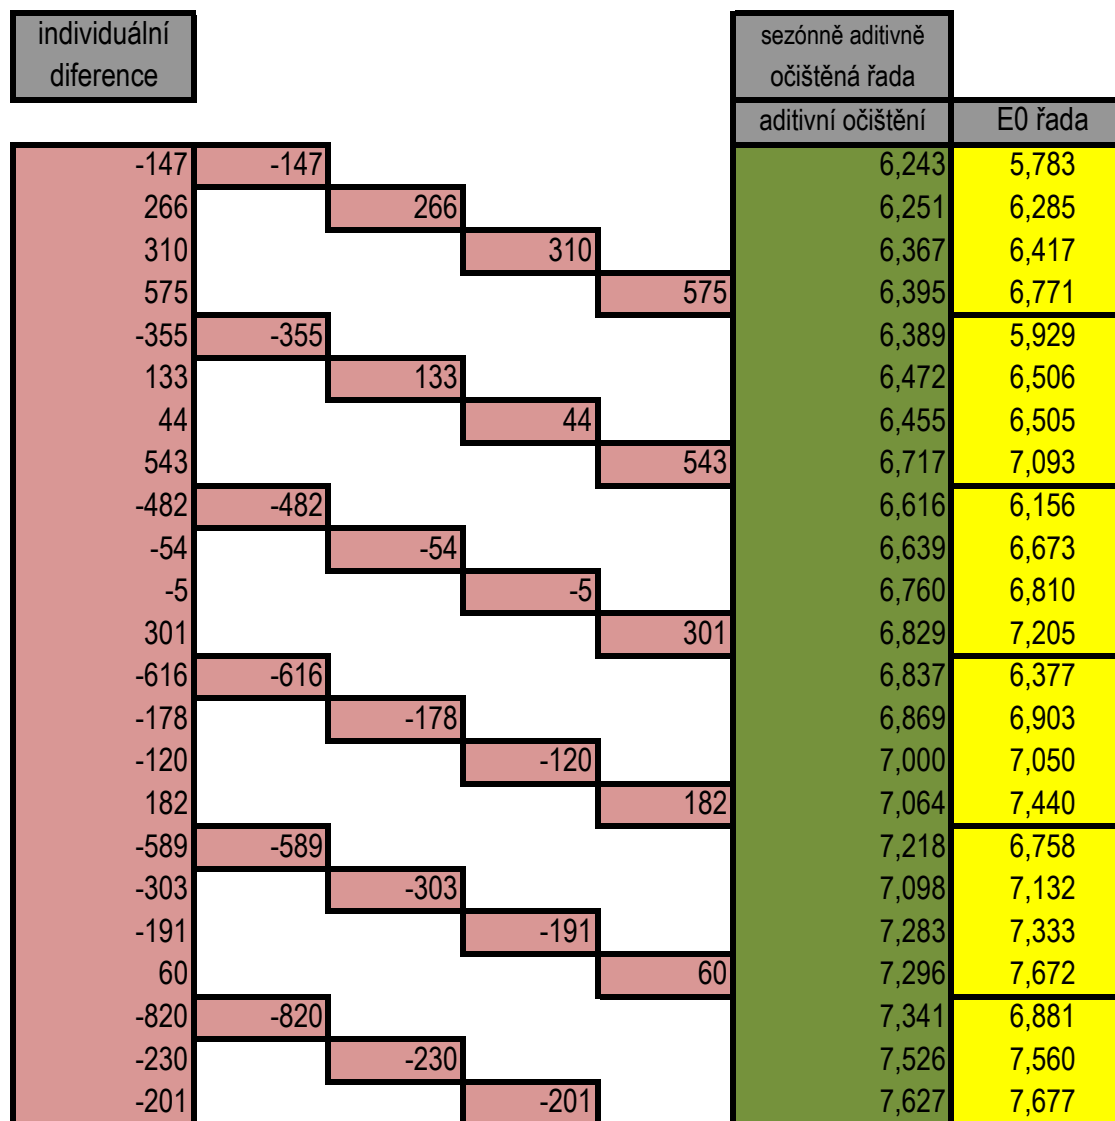 individuální
diference
sezónně aditivně
očištěná řada
aditivní očištění E0 řada
-147 -147 6,243 5,783
266 266 6,251 6,285
310 310 6,367 6,417
575 575 6,395 6,771
-355 -355 6,389 5,929
133 133 6,472 6,506
44 44 6,455 6,505
543 543 6,717 7,093
-482 -482 6,616 6,156
-54 -54 6,639 6,673
-5 -5 6,760 6,810
301 301 6,829 7,205
-616 -616 6,837 6,377
-178 -178 6,869 6,903
-120 -120 7,000 7,050
182 182 7,064 7,440
-589 -589 7,218 6,758
-303 -303 7,098 7,132
-191 -191 7,283 7,333
60 60 7,296 7,672
-820 -820 7,341 6,881
-230 -230 7,526 7,560
-201 -201 7,627 7,677